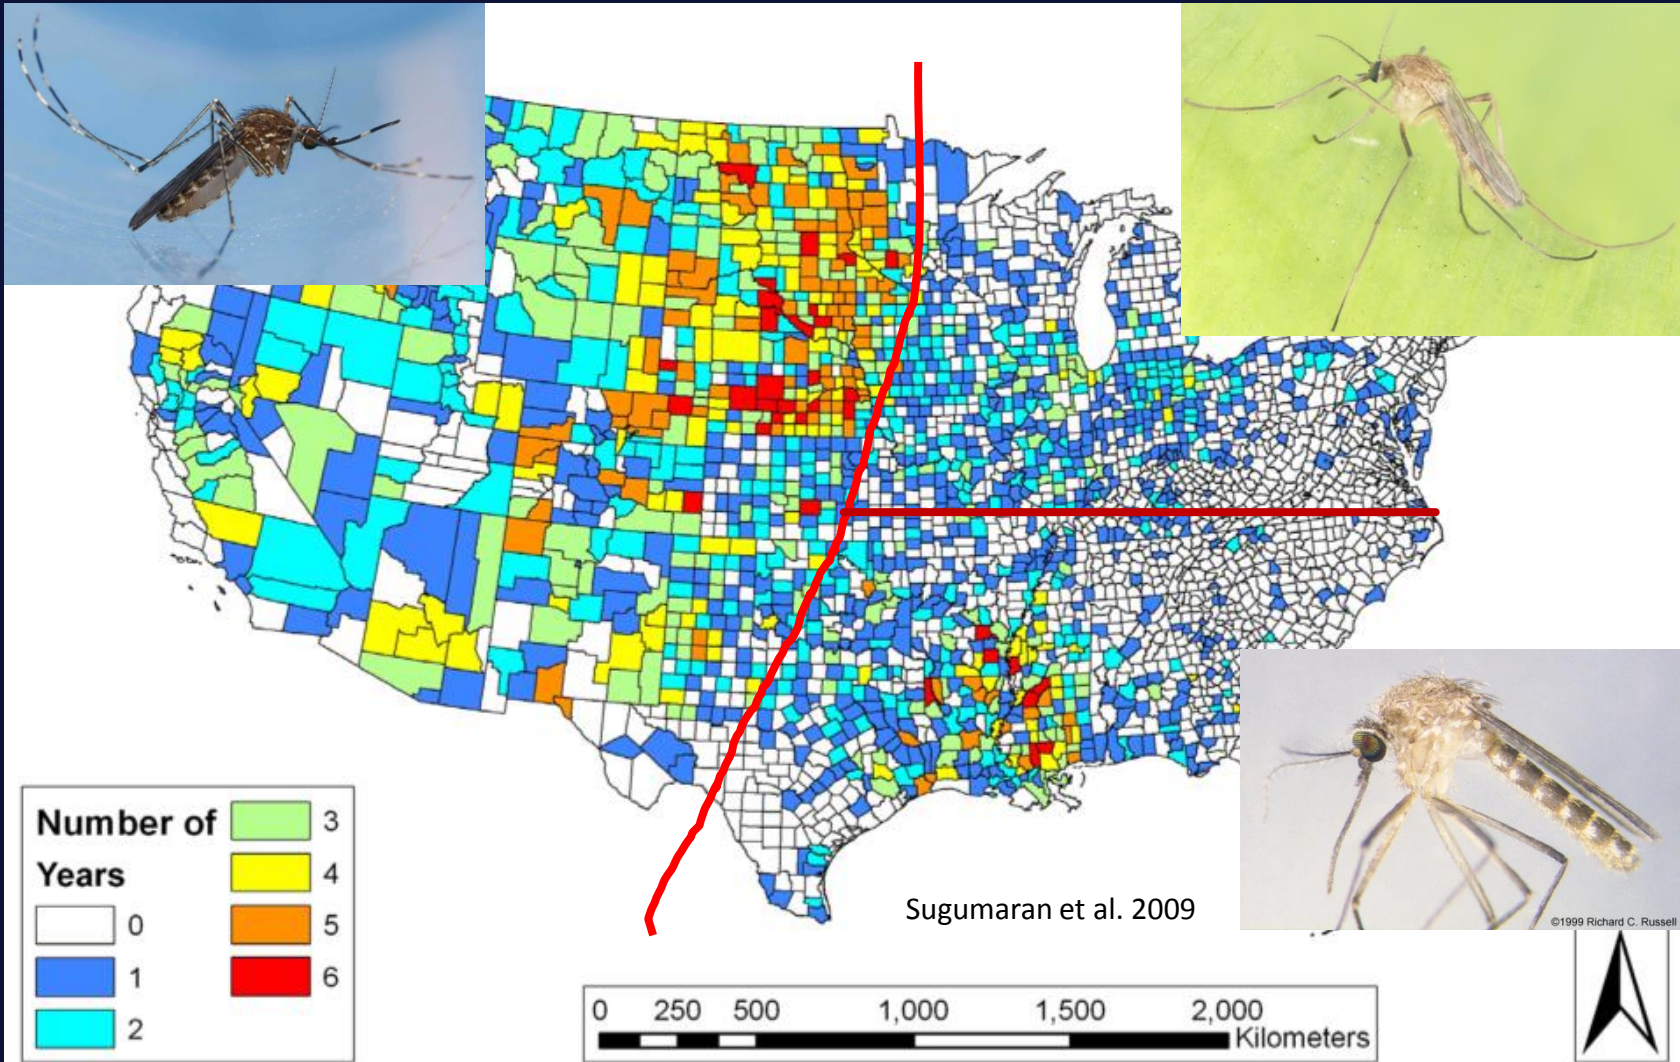 Number of
Years
0
1
2
3
4
5
6
Sugumaran et al. 2009
©1999 Richard C. Russell
0 250 500 1,000 1,500 2,000
Kilometers